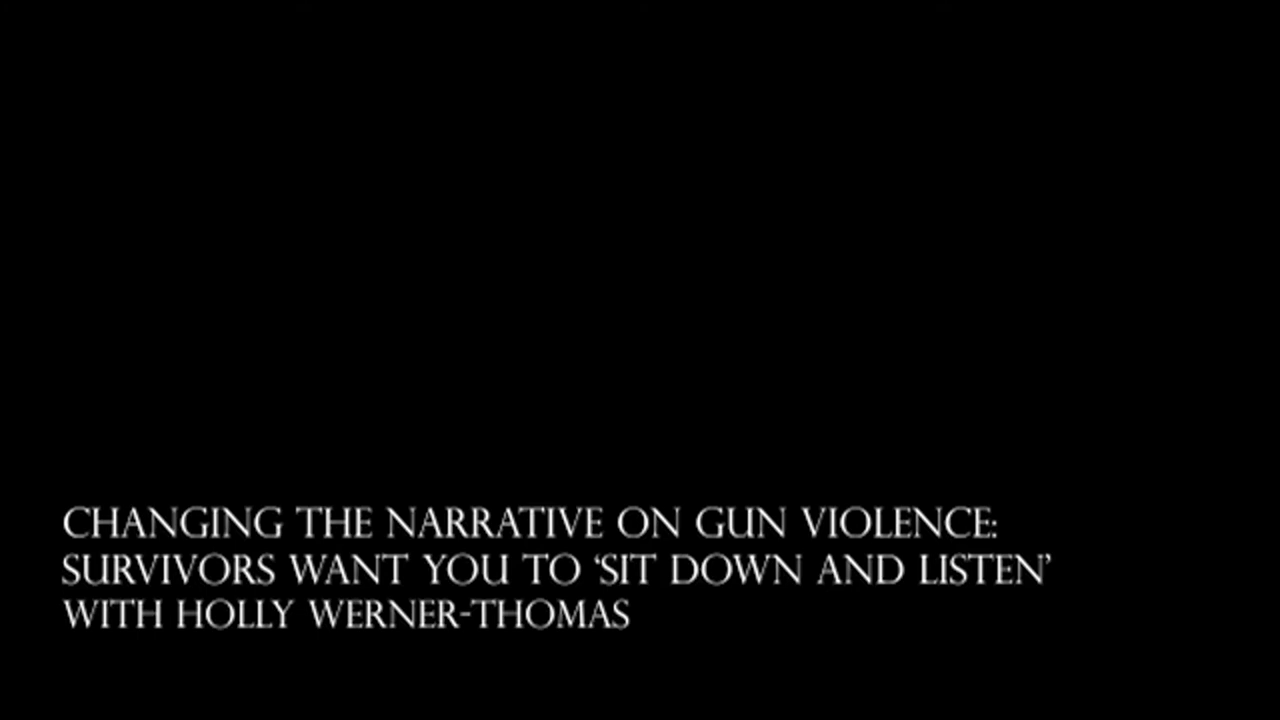 CHANGING THE NARRATIVE ON GUN VIOLENCE:
SURVIVORS WANT YOU TO ‘SIT DOWN AND LISTEN’
WITH HOLLY WERNER-THOMAS